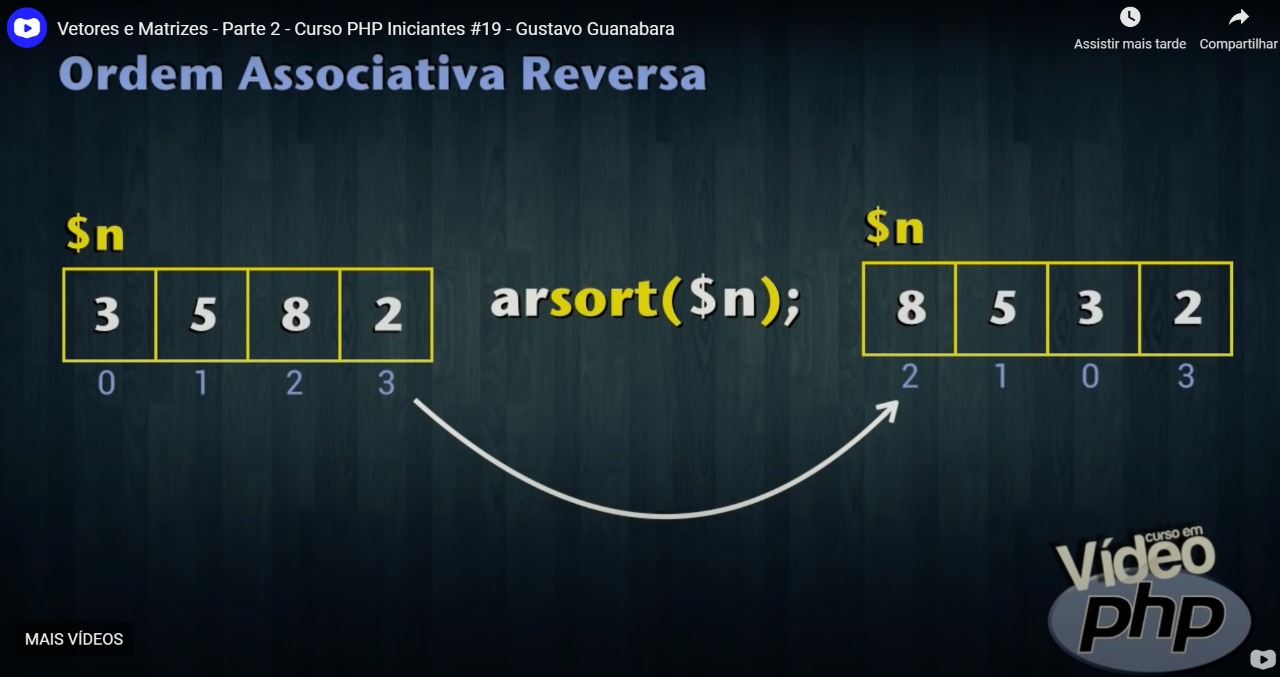 Vetores e Matrizes - Parte 2 - Curso PHP Iniciantes #19 - Gustavo Guanabara
Assistir mais tarde
Compartilhar
Ordem Associativa Reversa
$n
3 5 8 2
0 1 2 3
arsort($n);
$n
8 5 3 2
2 1 0 3
curso em
Vídeo
php
MAIS VÍDEOS